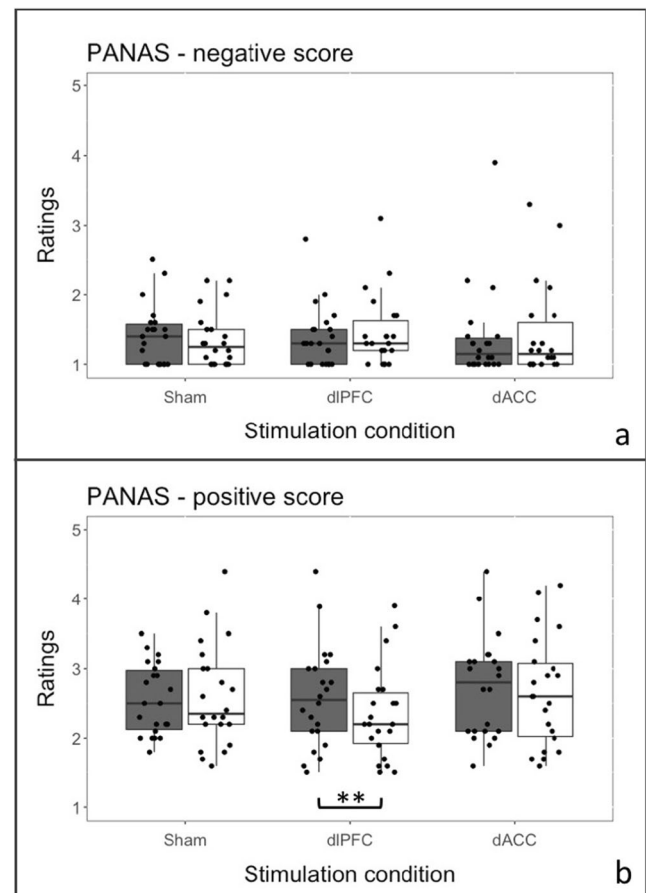 PANAS - negative score
5
4
3
2
1
Ratings
Sham
dlPFC
dACC
Stimulation condition
a
PANAS - positive score
5
4
3
2
1
Ratings
**
Sham
dlPFC
dACC
Stimulation condition
b